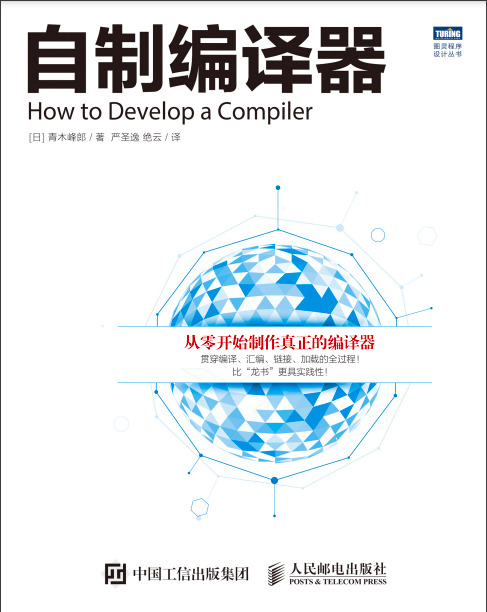 自制编译器
TURING
图灵程序
设计丛书
How to Develop a Compiler
[日] 青木峰郎 / 著 严圣逸 绝云 / 译
从零开始制作真正的编译器
贯穿编译、汇编、链接、加载的全过程！
比“龙书”更具实践性！
中国工信出版集团
人民邮电出版社
POSTS & TELECOM PRESS